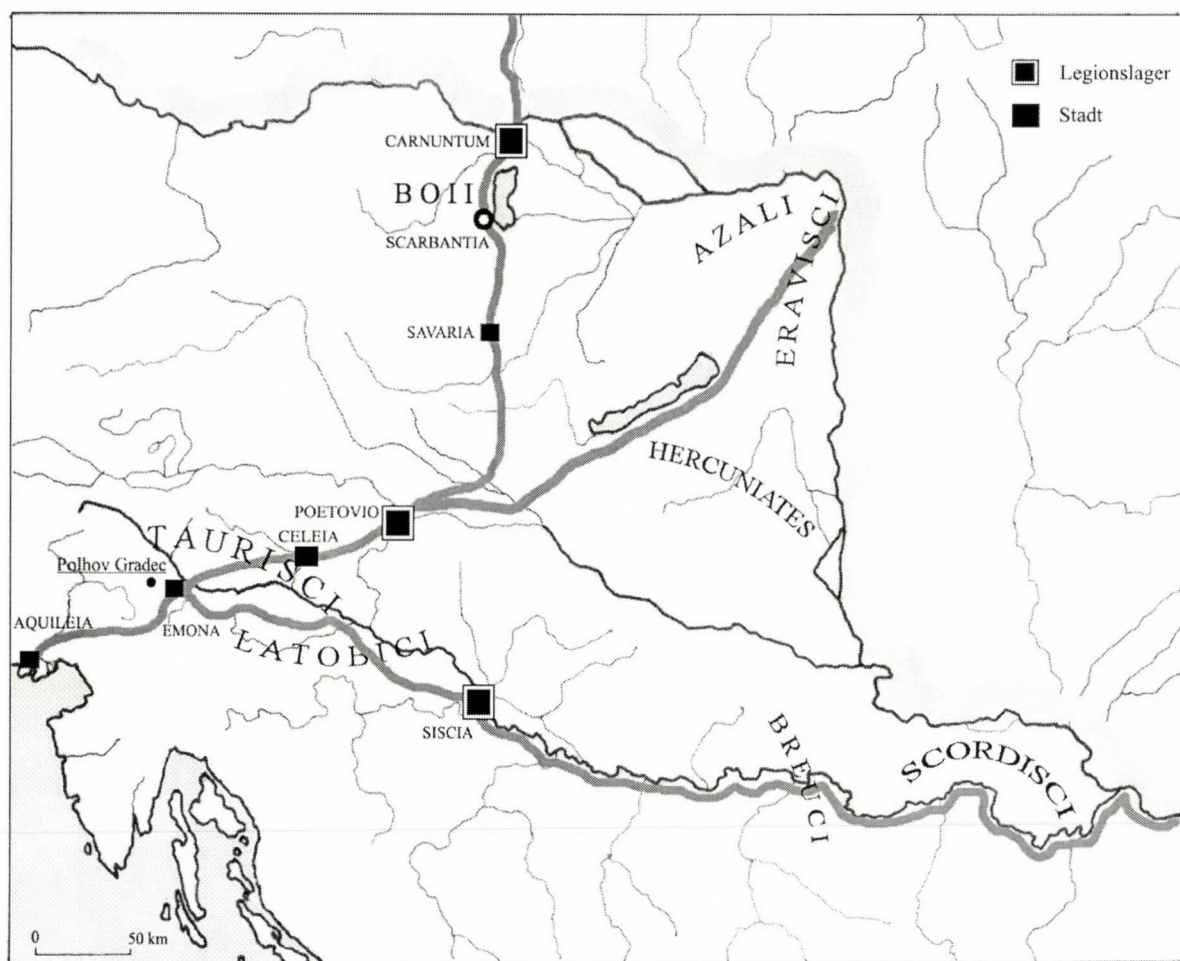 Legionslager
Stadt
CARNUNTUM
BOII
SCARBANTIA
AZALI
ERAVISCI
SAVARIA
HERCUNIATES
POETOVIO
CELEIA
TAURISCI
Polhov Gradec
AQUILEIA
EMONA
LATOBICI
SISCIA
BREUCI
SCORDISCI
0 50 km